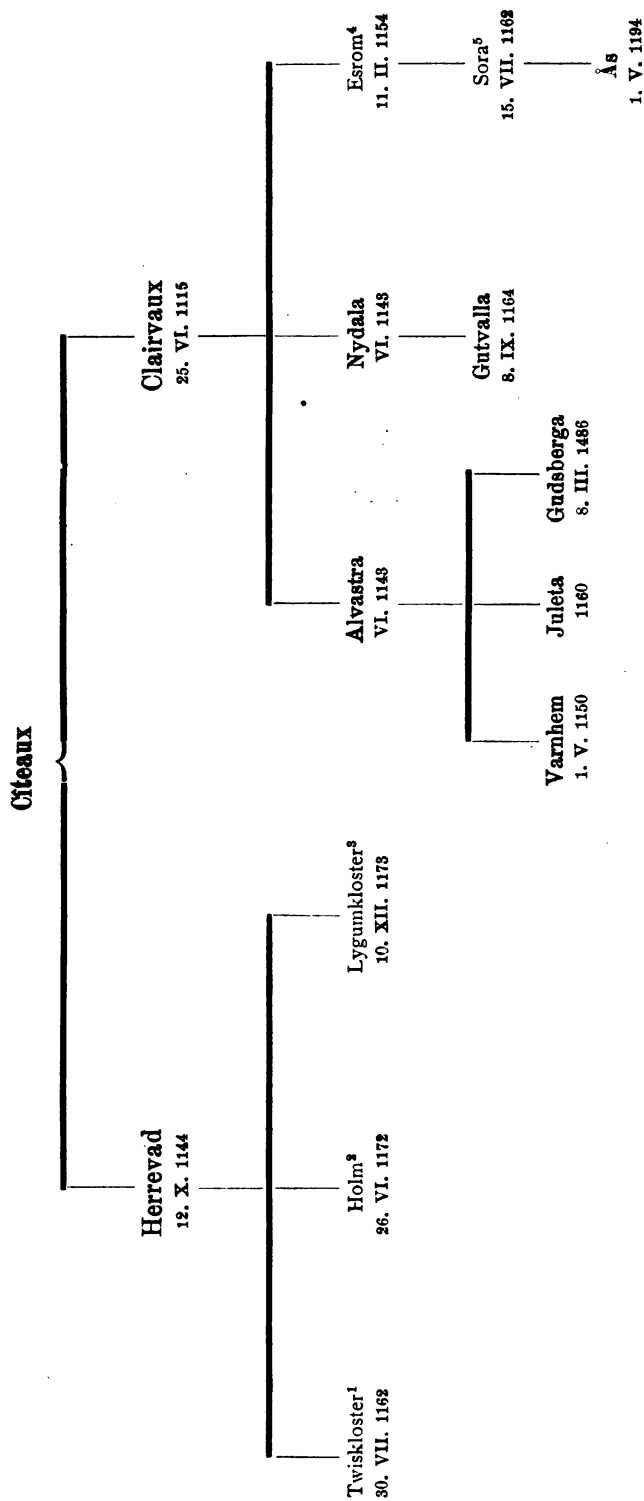 Cîteaux
Herrevad
12. X. 1144
Clairvaux
25. VI. 1115
Twiskloster¹
30. VII. 1162
Holm²
26. VI. 1172
Lygumkloster³
19. XII. 1173
Alvastra
VI. 1143
Nydala
VI. 1143
Esrom⁴
11. II. 1154
Varnhem
1. V. 1150
Juleta
1160
Gudsberga
8. III. 1486
Gutvalla
8. IX. 1164
Sora⁵
15. VII. 1162
Ås
1. V. 1194